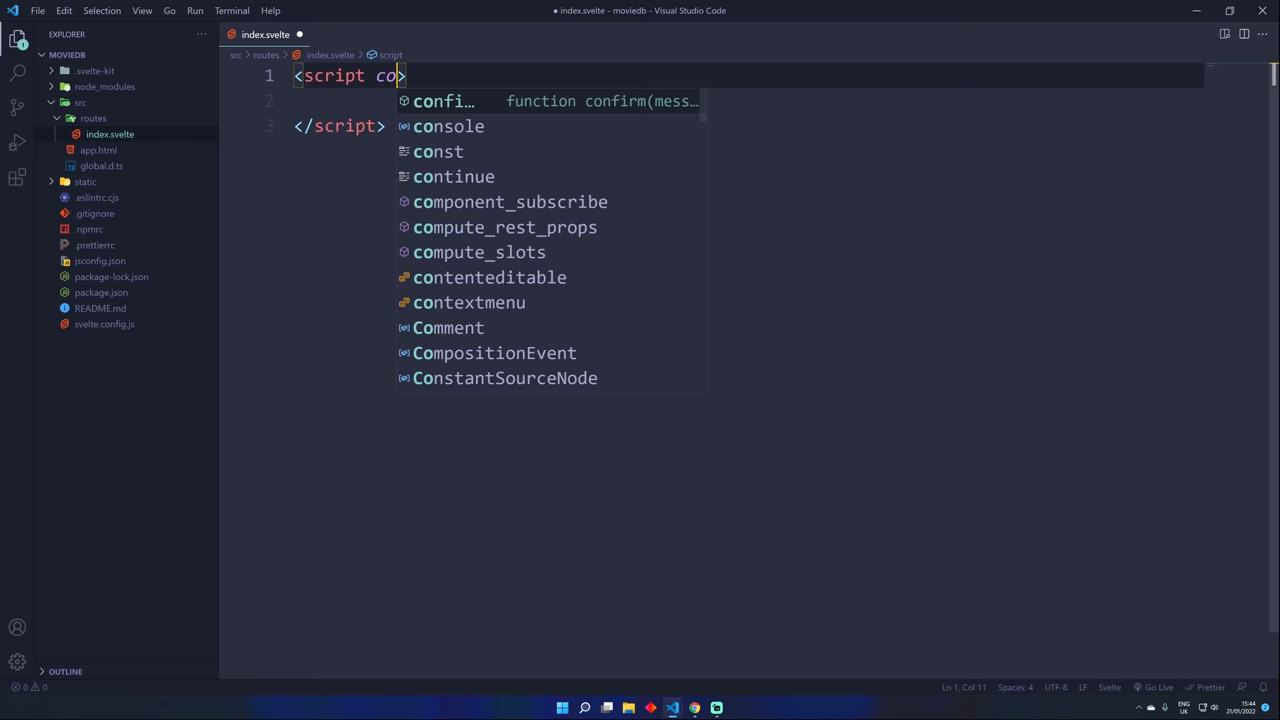 File Edit Selection View Go Run Terminal Help
● index.svelte - moviedb - Visual Studio Code
EXPLORER
MOVIEDB
.svelte-kit
node_modules
src
routes
index.svelte
app.html
global.d.ts
static
.eslintrc.cjs
.gitignore
.npmrc
.prettierrc
jsconfig.json
package-lock.json
package.json
README.md
svelte.config.js
OUTLINE
index.svelte ●
src > routes > index.svelte > script
1 <script co>
2
3 </script>
confi... function confirm(mess...
console
const
continue
component_subscribe
compute_rest_props
compute_slots
contenteditable
contextmenu
Comment
CompositionEvent
ConstantSourceNode
0 0
Ln 1, Col 11 Spaces: 4 UTF-8 LF Svelte Go Live Prettier
ENG
UK
15:44
21/01/2022